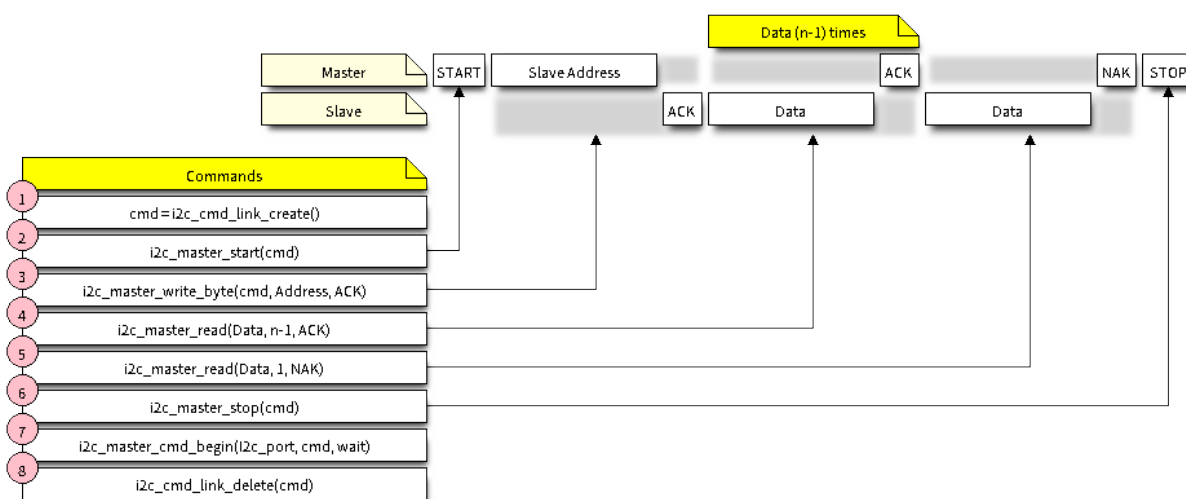 Data (n-1) times
Master START Slave Address ACK NAK STOP
Slave ACK Data Data
Commands
1
cmd=i2c_cmd_link_create()
2
i2c_master_start(cmd)
3
i2c_master_write_byte(cmd, Address, ACK)
4
i2c_master_read(Data, n-1, ACK)
5
i2c_master_read(Data, 1, NAK)
6
i2c_master_stop(cmd)
7
i2c_master_cmd_begin(I2c_port, cmd, wait)
8
i2c_cmd_link_delete(cmd)